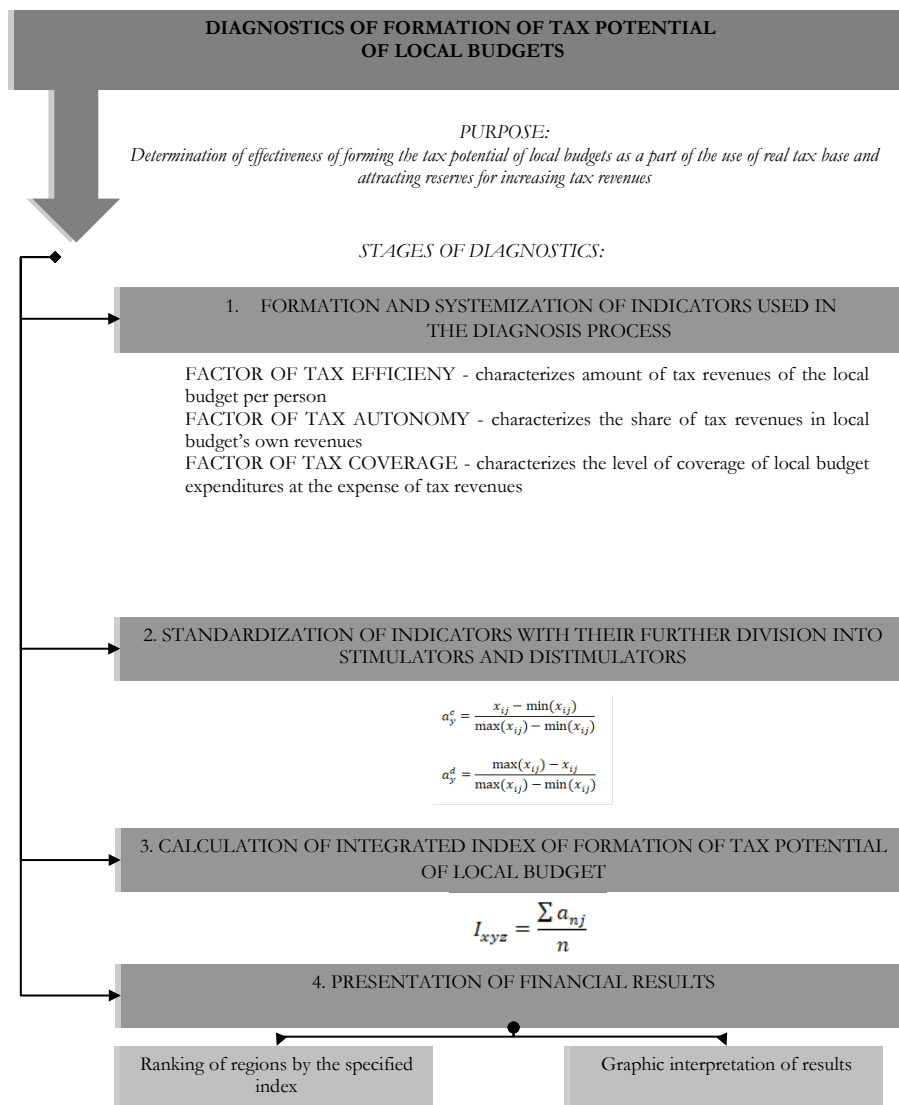 DIAGNOSTICS OF FORMATION OF TAX POTENTIAL
OF LOCAL BUDGETS
PURPOSE:
Determination of effectiveness of forming the tax potential of local budgets as a part of the use of real tax base and
attracting reserves for increasing tax revenues
STAGES OF DIAGNOSTICS:
1. FORMATION AND SYSTEMIZATION OF INDICATORS USED IN
THE DIAGNOSIS PROCESS
FACTOR OF TAX EFFICIENY - characterizes amount of tax revenues of the local
budget per person
FACTOR OF TAX AUTONOMY - characterizes the share of tax revenues in local
budget's own revenues
FACTOR OF TAX COVERAGE - characterizes the level of coverage of local budget
expenditures at the expense of tax revenues
2. STANDARDIZATION OF INDICATORS WITH THEIR FURTHER DIVISION INTO
STIMULATORS AND DISTIMULATORS
a_y^e = (x_ij − min(x_ij)) / (max(x_ij) − min(x_ij))
a_y^d = (max(x_ij) − x_ij) / (max(x_ij) − min(x_ij))
3. CALCULATION OF INTEGRATED INDEX OF FORMATION OF TAX POTENTIAL
OF LOCAL BUDGET
I_xyz = ∑ a_nj / n
4. PRESENTATION OF FINANCIAL RESULTS
Ranking of regions by the specified
index
Graphic interpretation of results